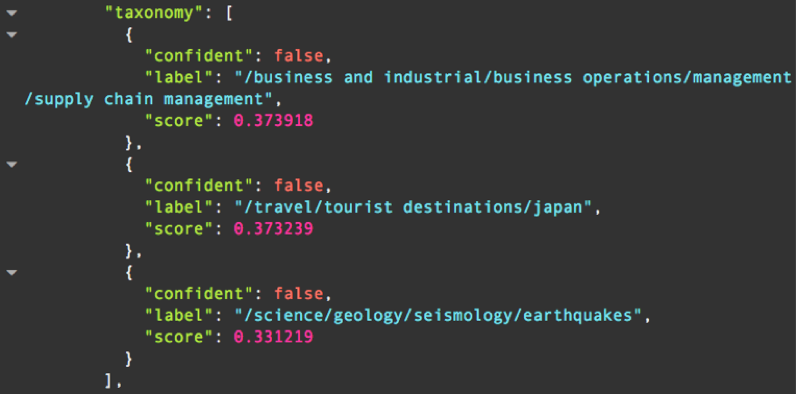 "taxonomy": [
{
"confident": false,
"label": "/business and industrial/business operations/management
/supply chain management",
"score": 0.373918
},
{
"confident": false,
"label": "/travel/tourist destinations/japan",
"score": 0.373239
},
{
"confident": false,
"label": "/science/geology/seismology/earthquakes",
"score": 0.331219
}
],